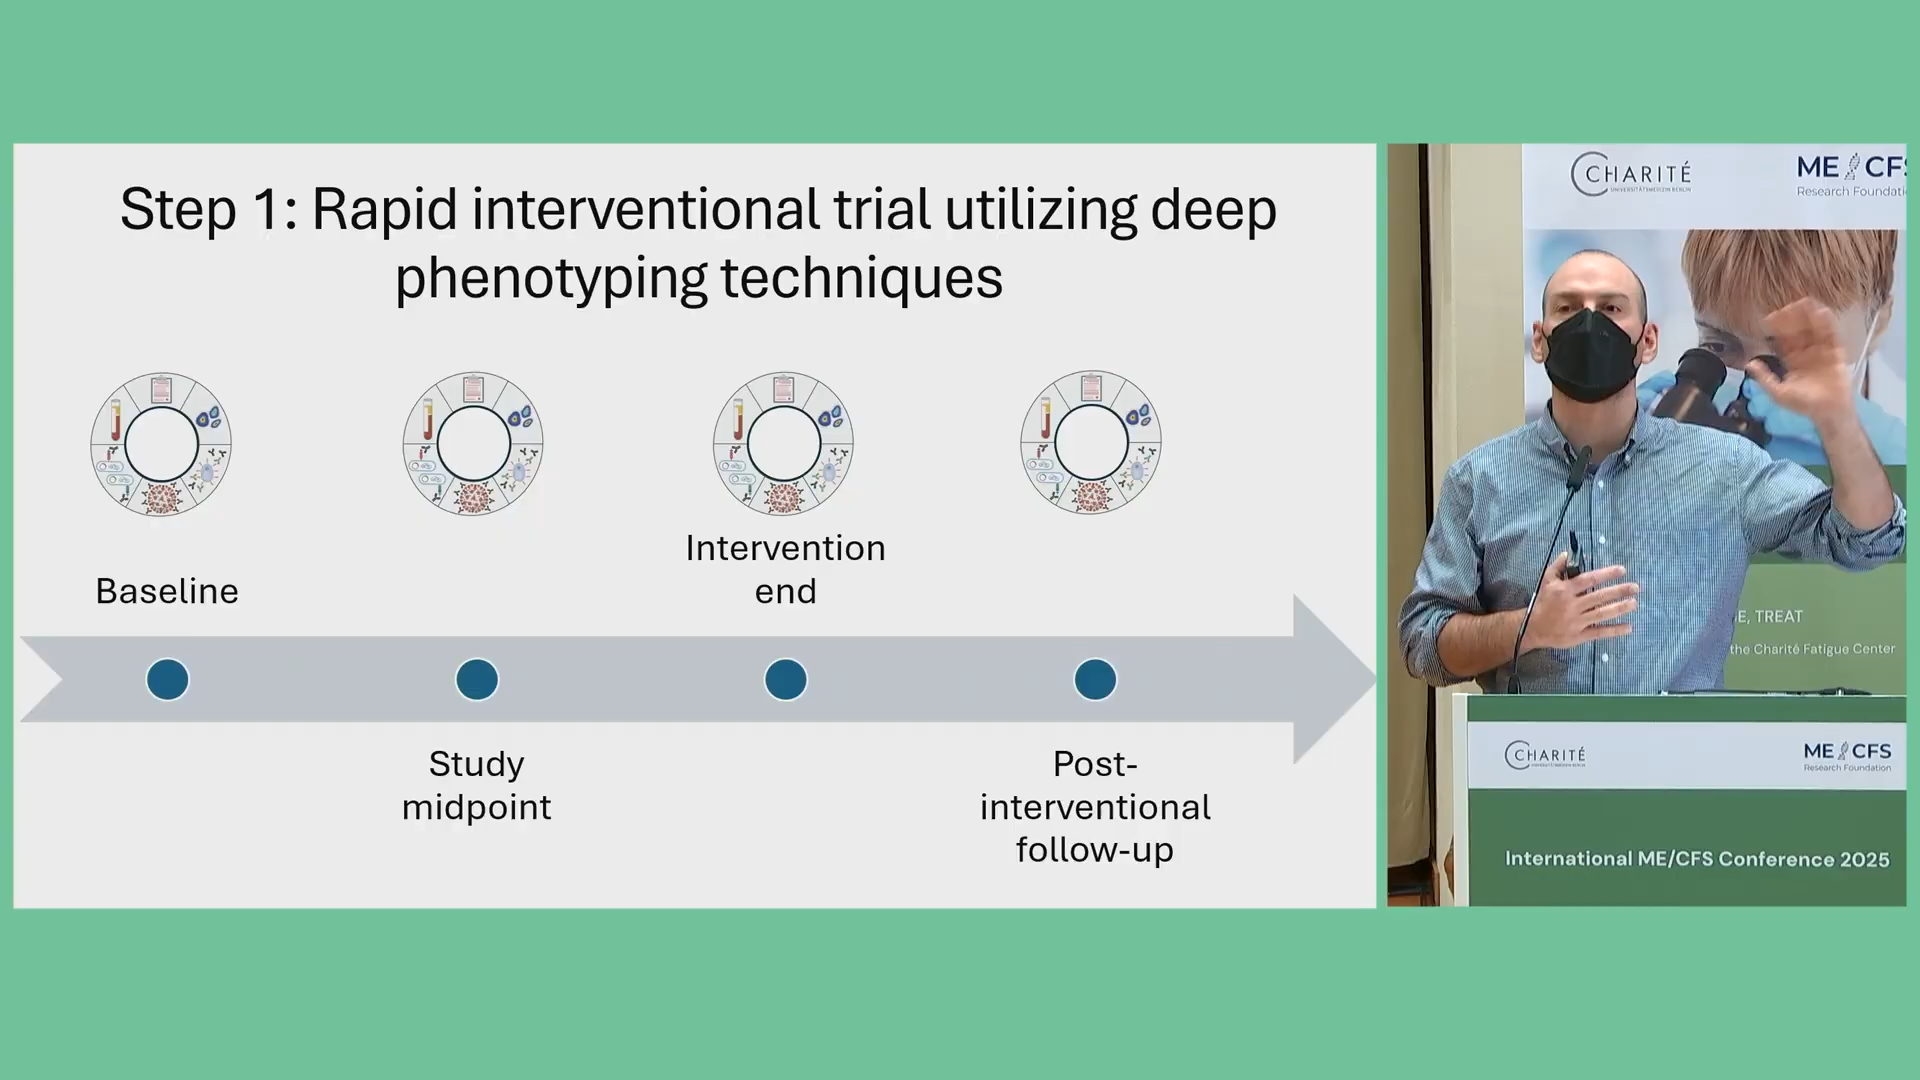 Step 1: Rapid interventional trial utilizing deep
phenotyping techniques
Baseline
Intervention
end
Study
midpoint
Post-
interventional
follow-up
CHARITÉ
UNIVERSITÄTSMEDIZIN BERLIN
ME CFS
Research Foundati
E, TREAT
the Charité Fatigue Center
CHARITÉ
UNIVERSITÄTSMEDIZIN BERLIN
ME CFS
Research Foundation
International ME/CFS Conference 2025